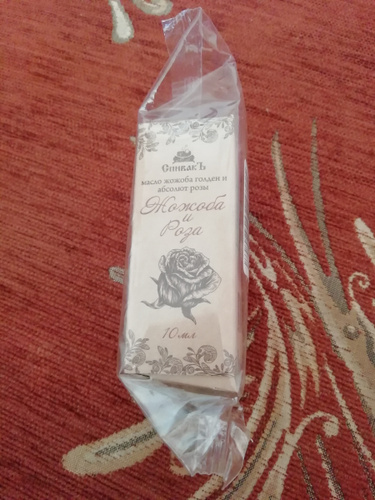 СпивакЪ
масло жожоба голден и
абсолют розы
Жожоба
и
Роза
10 мл.